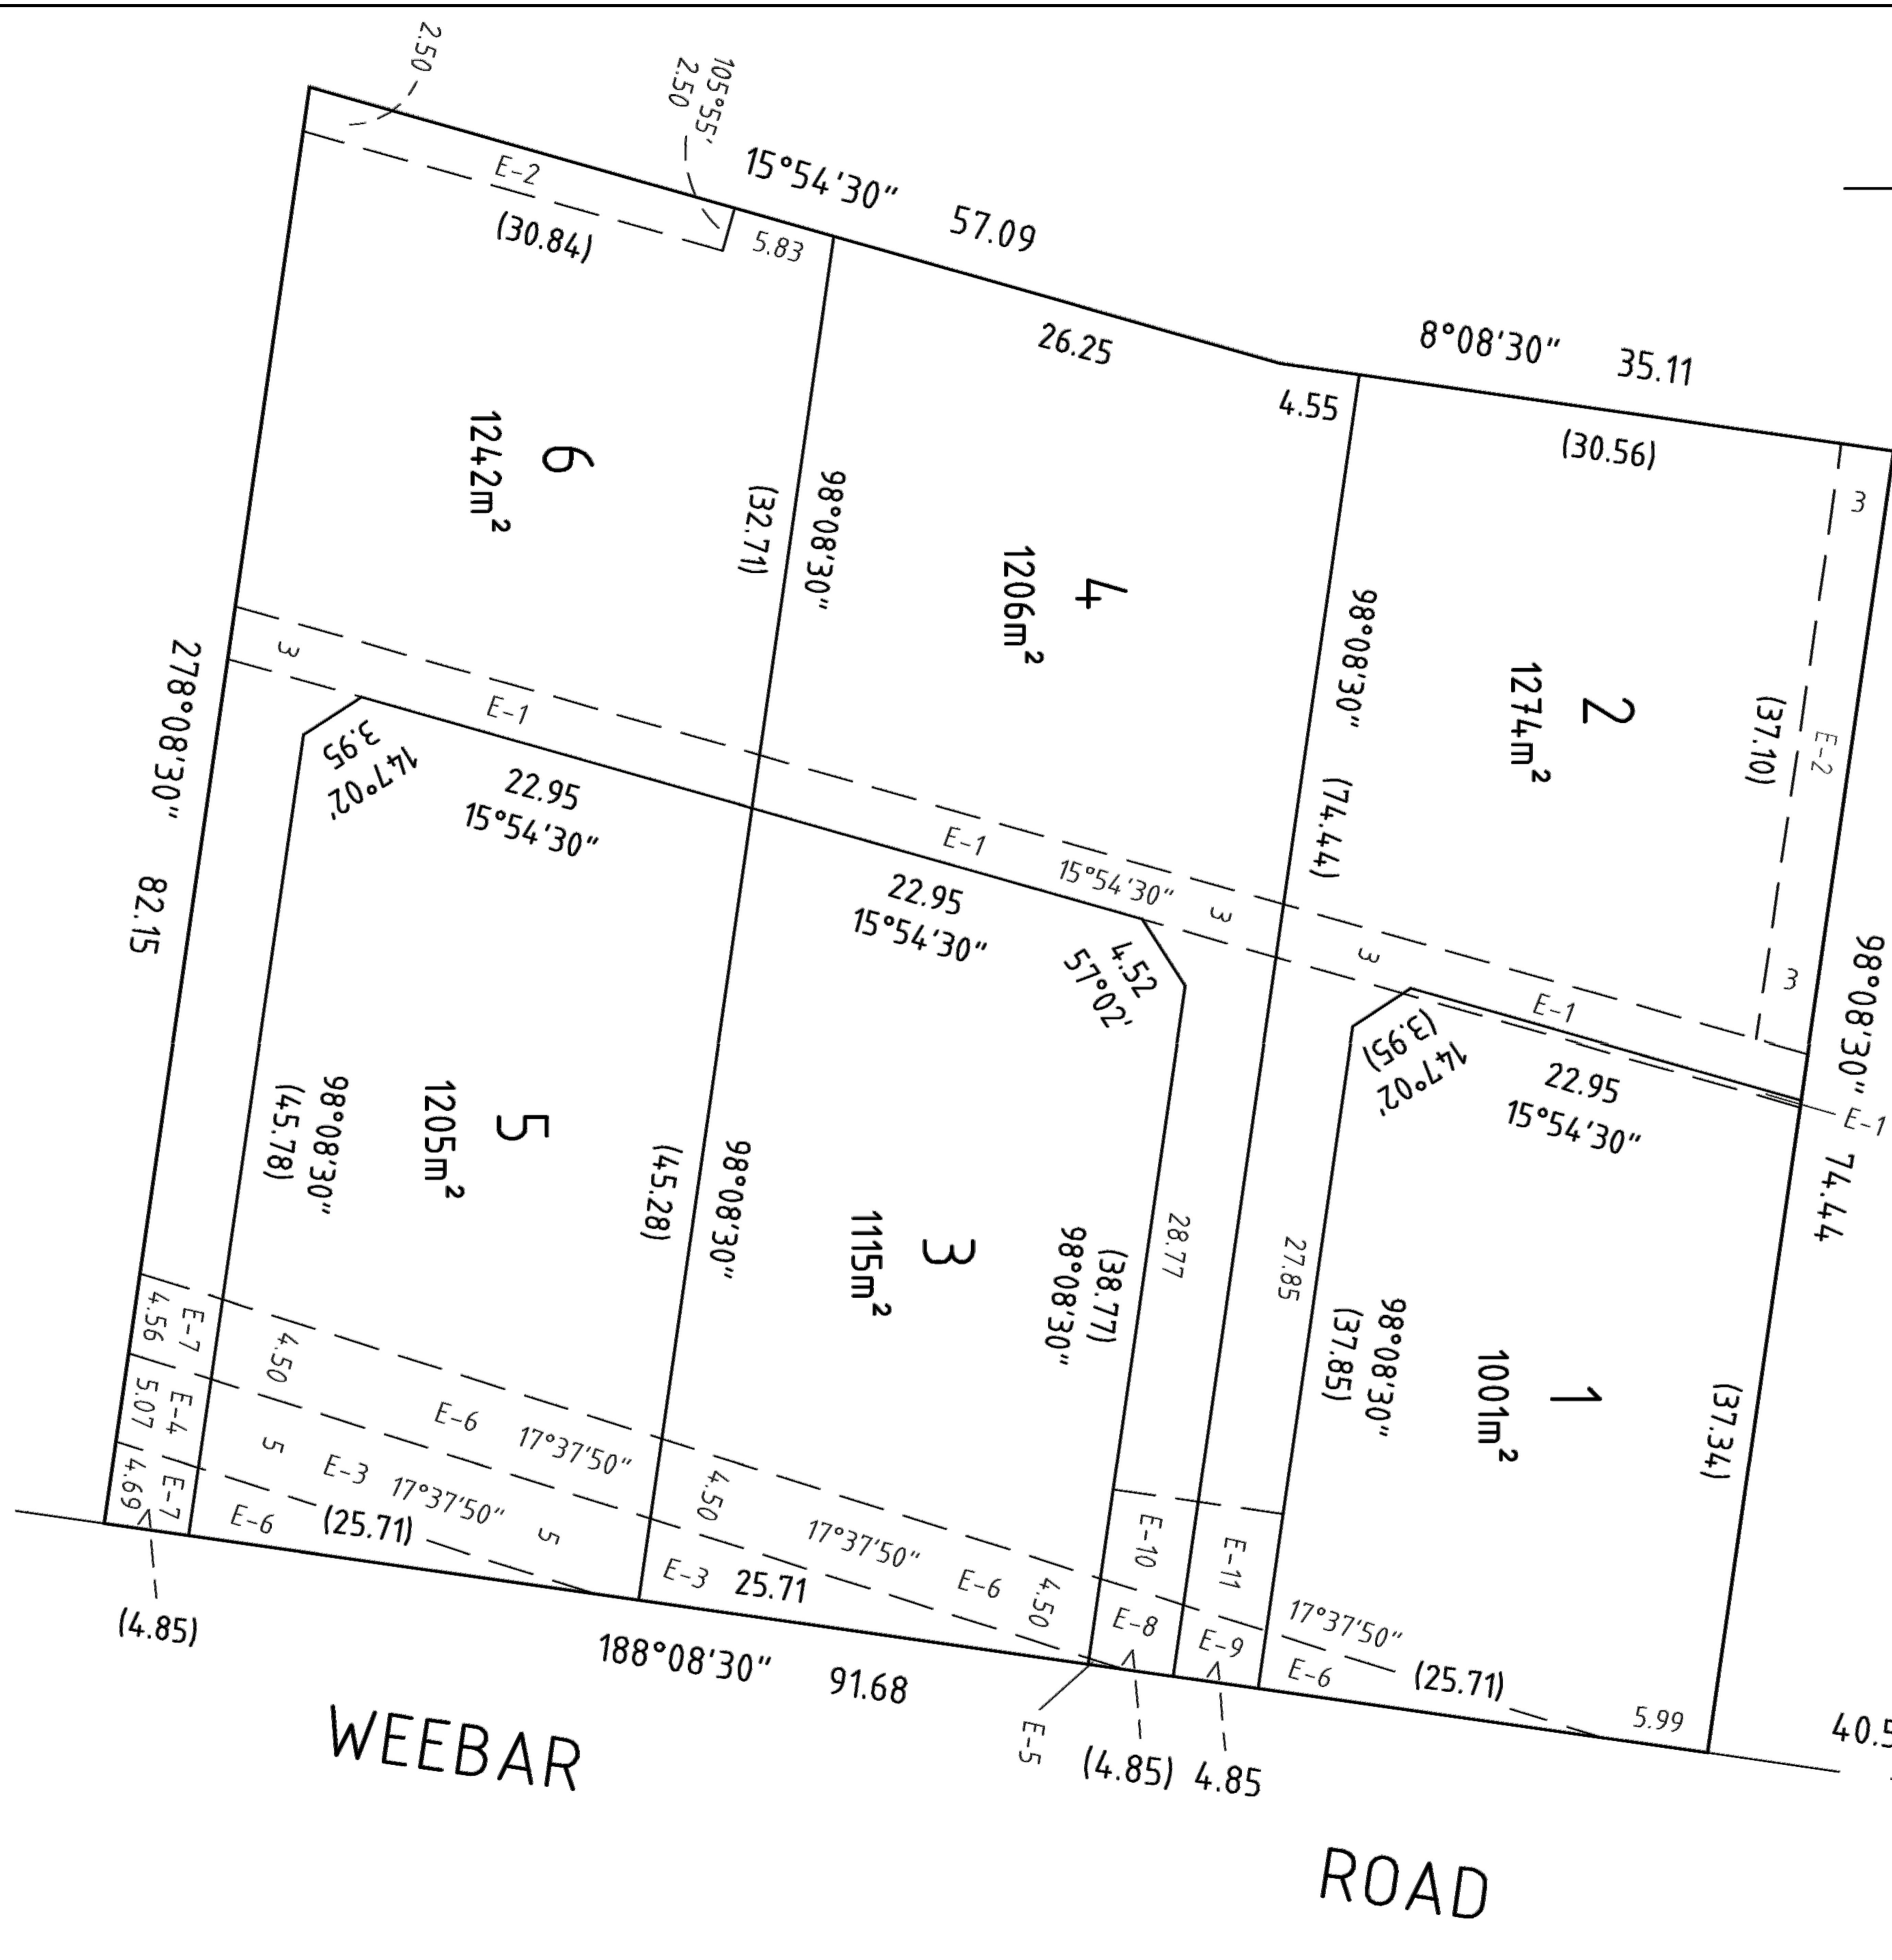 2.50
105°55'
2.50
15°54'30" 57.09
E-2
(30.84)
5.83
26.25
8°08'30" 35.11
4.55
(30.56)
3
6
1242m²
(32.71)
98°08'30"
4
1206m²
98°08'30" (74.44)
2
1274m²
(37.10)
E-2
3
98°08'30" 74.44
278°08'30" 82.15
3
E-1
3.95
147°02'
22.95
15°54'30"
E-1
15°54'30"
3
22.95
15°54'30"
4.52
57°02'
3
E-1
(3.95)
147°02'
22.95
15°54'30"
E-1
98°08'30"
(45.78)
5
1205m²
(45.28)
98°08'30"
3
1115m²
(38.77)
98°08'30"
28.77
27.85
98°08'30"
(37.85)
1
1001m²
(37.34)
E-7
4.56
4.50
E-6 17°37'50"
E-4
5.07
5
E-3 17°37'50"
5
E-7
4.69
E-6 (25.71)
4.50
17°37'50"
E-6
4.50
E-3 25.71
E-10
E-11
E-8
E-9
17°37'50"
E-6
(25.71)
5.99
(4.85)
188°08'30" 91.68
E-5
(4.85) 4.85
40.5
WEEBAR
ROAD